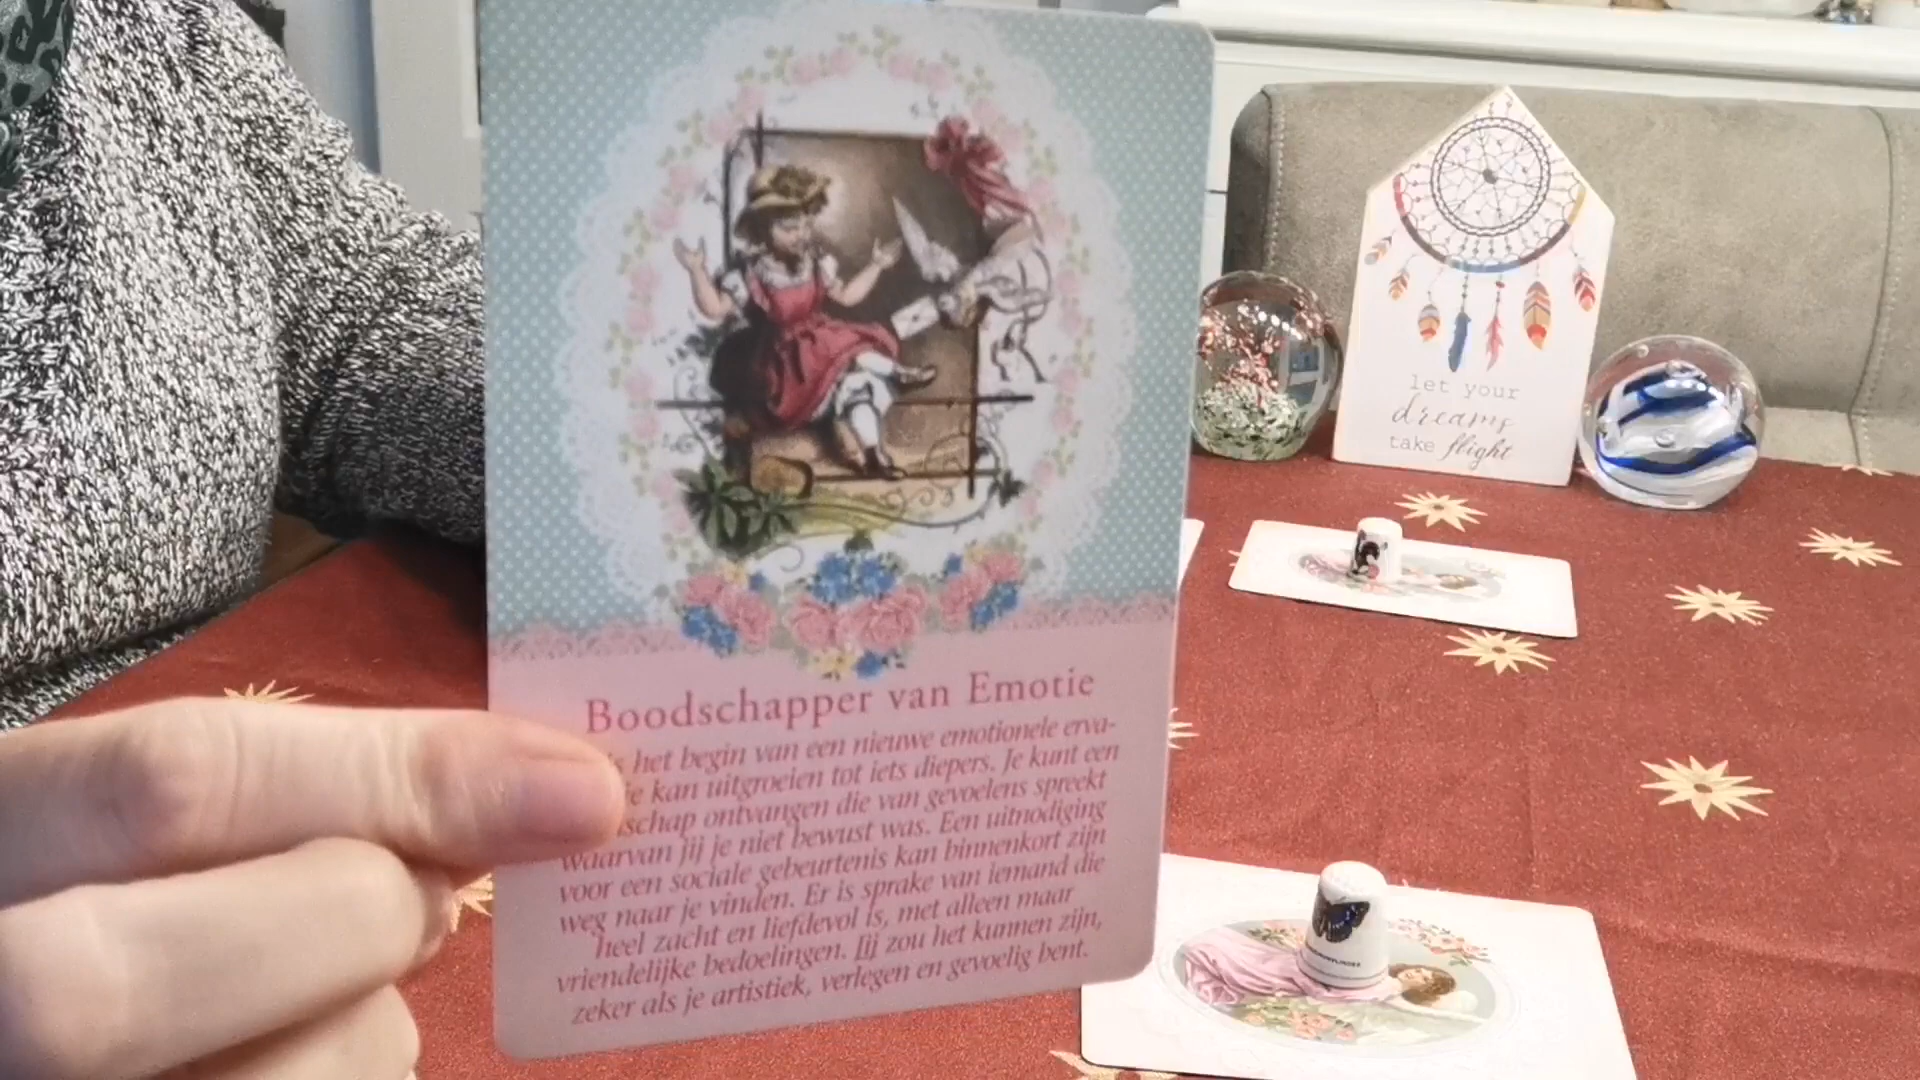 Boodschapper van Emotie
het begin van een nieuwe emotionele erva-
kan uitgroeien tot iets diepers. Je kunt een
schap ontvangen die van gevoelens spreekt
waarvan jij je niet bewust was. Een uitnodiging
voor een sociale gebeurtenis kan binnenkort zijn
weg naar je vinden. Er is sprake van iemand die
heel zacht en liefdevol is, met alleen maar
vriendelijke bedoelingen. Jij zou het kunnen zijn,
zeker als je artistiek, verlegen en gevoelig bent.
let your
dreams
take flight